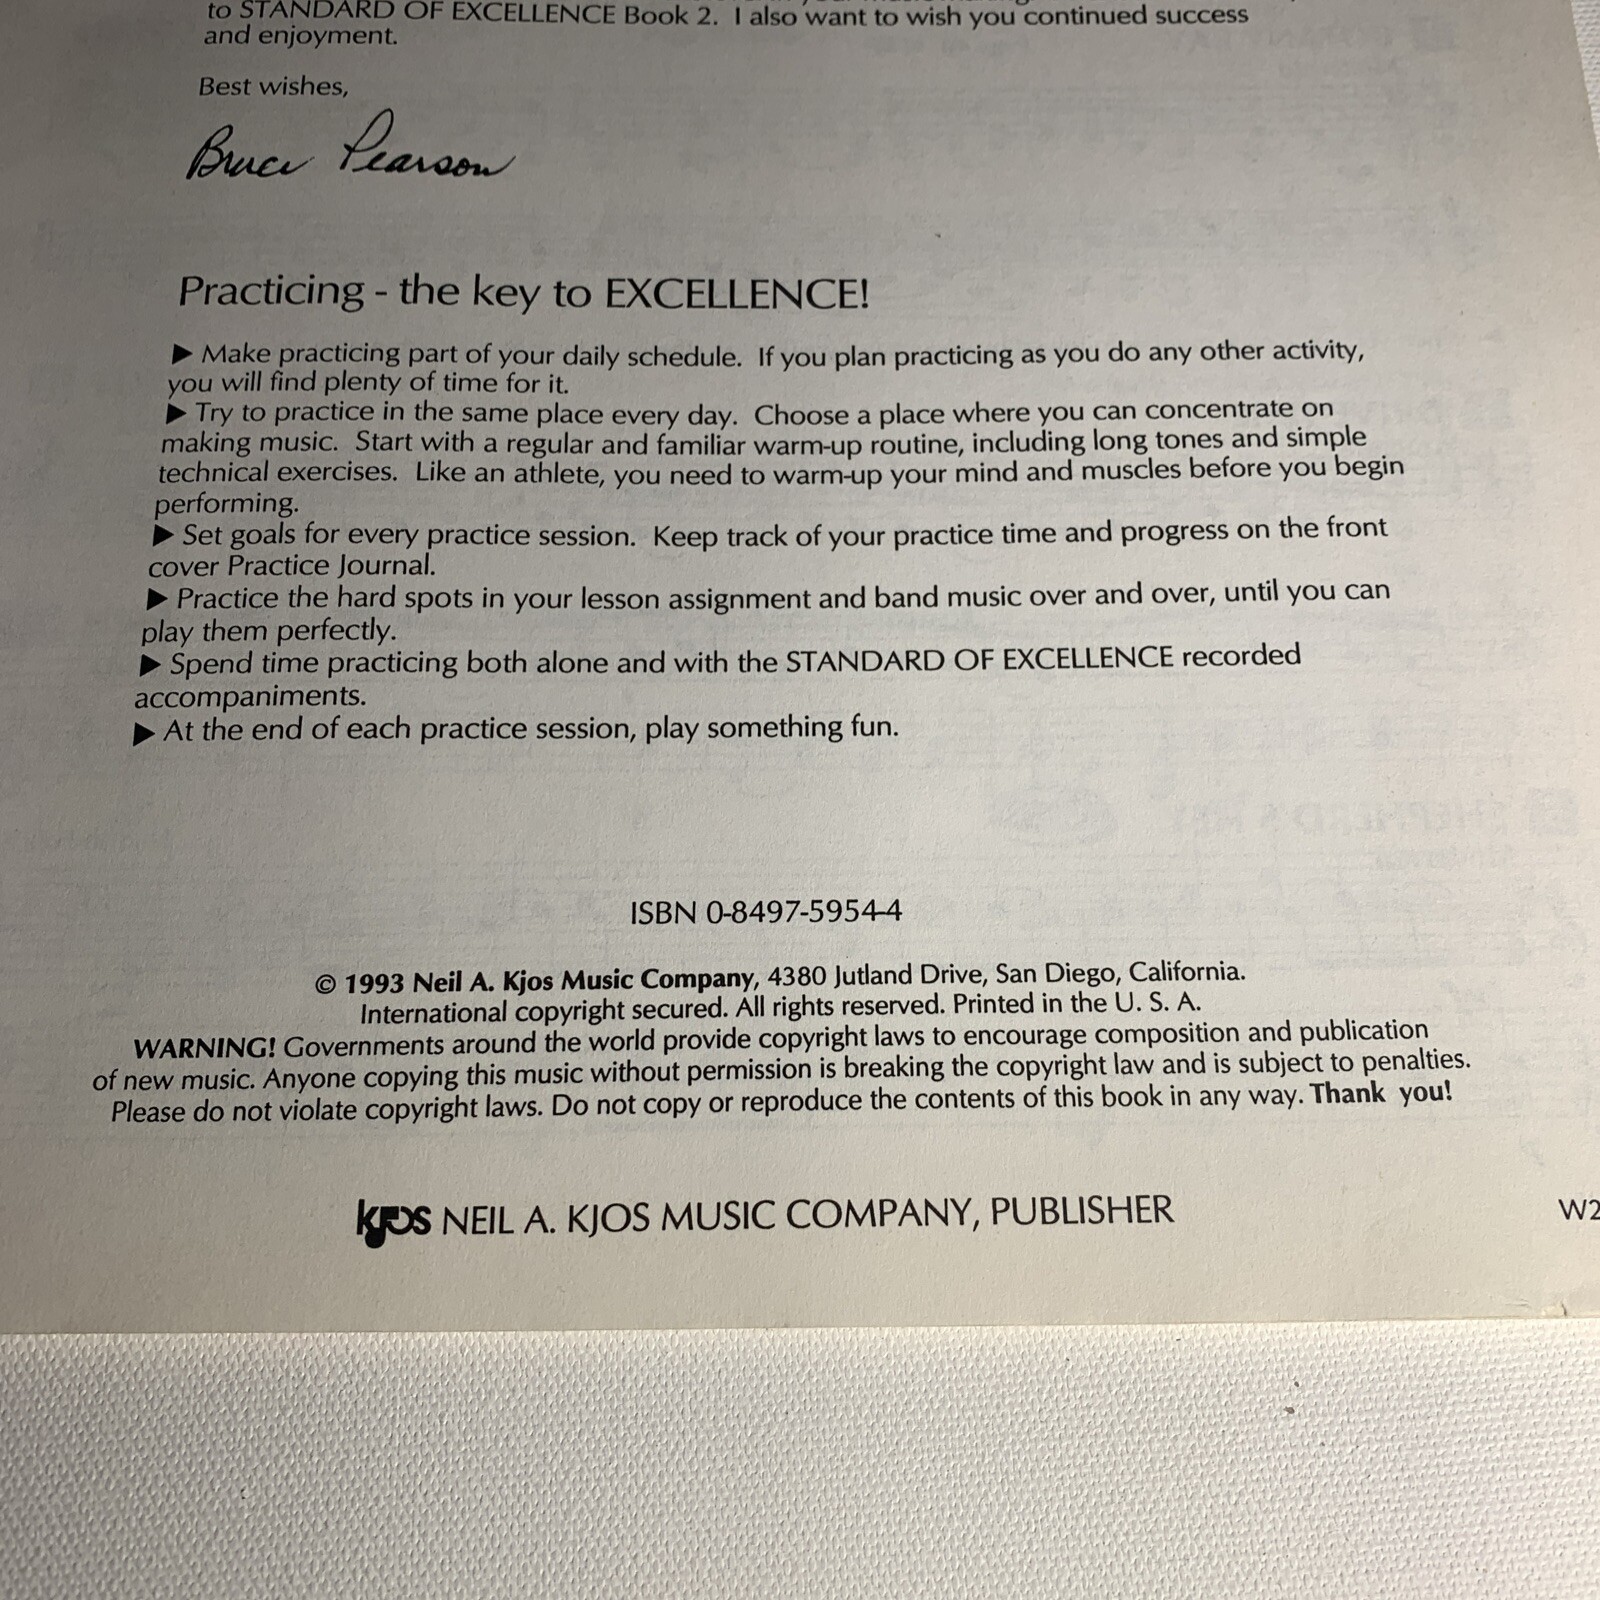 to STANDARD OF EXCELLENCE Book 2. I also want to wish you continued success
and enjoyment.
Best wishes,
Bruce Pearson
Practicing - the key to EXCELLENCE!
▶ Make practicing part of your daily schedule. If you plan practicing as you do any other activity,
you will find plenty of time for it.
▶ Try to practice in the same place every day. Choose a place where you can concentrate on
making music. Start with a regular and familiar warm-up routine, including long tones and simple
technical exercises. Like an athlete, you need to warm-up your mind and muscles before you begin
performing.
▶ Set goals for every practice session. Keep track of your practice time and progress on the front
cover Practice Journal.
▶ Practice the hard spots in your lesson assignment and band music over and over, until you can
play them perfectly.
▶ Spend time practicing both alone and with the STANDARD OF EXCELLENCE recorded
accompaniments.
▶ At the end of each practice session, play something fun.
ISBN 0-8497-5954-4
© 1993 Neil A. Kjos Music Company, 4380 Jutland Drive, San Diego, California.
International copyright secured. All rights reserved. Printed in the U. S. A.
WARNING! Governments around the world provide copyright laws to encourage composition and publication
of new music. Anyone copying this music without permission is breaking the copyright law and is subject to penalties.
Please do not violate copyright laws. Do not copy or reproduce the contents of this book in any way. Thank you!
kjos NEIL A. KJOS MUSIC COMPANY, PUBLISHER
W2